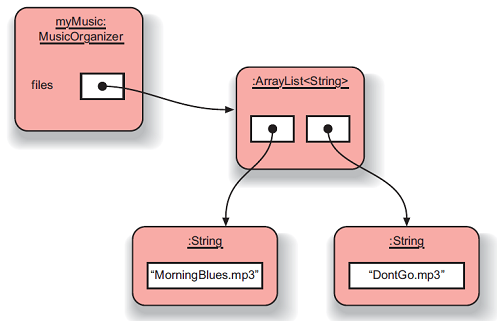 myMusic:
MusicOrganizer
files
:ArrayList<String>
:String
“MorningBlues.mp3”
:String
“DontGo.mp3”